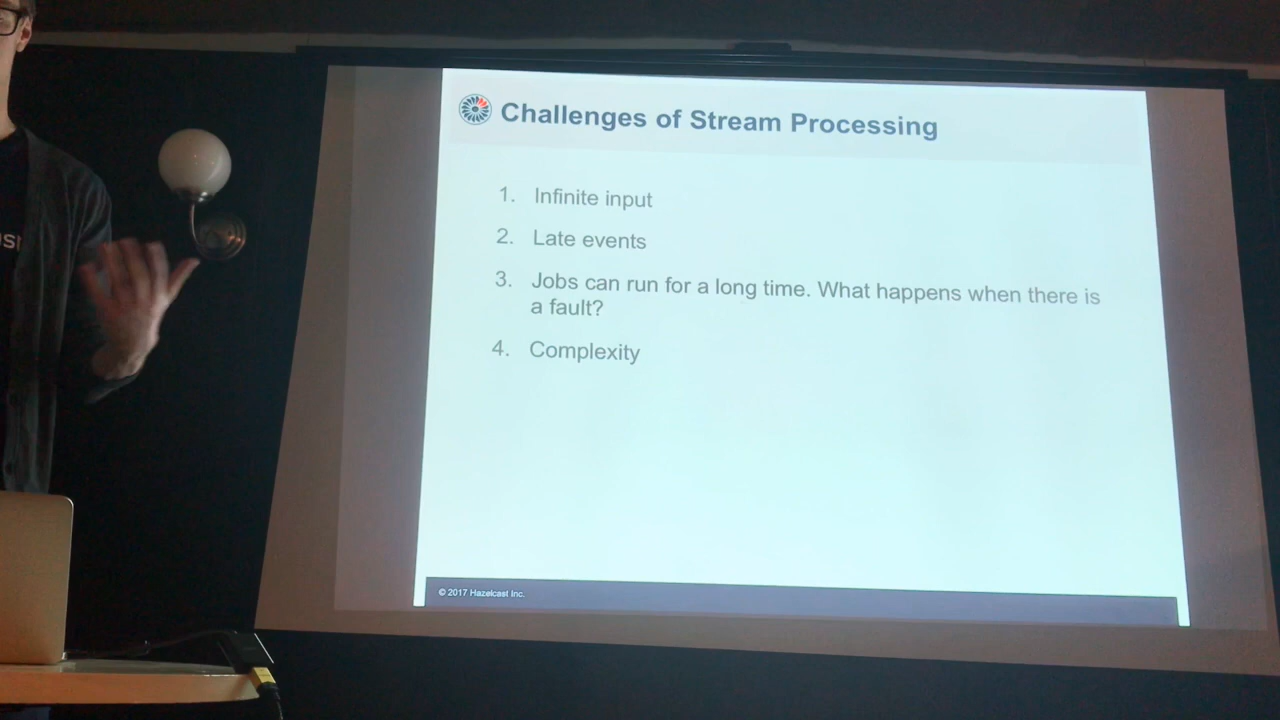 Challenges of Stream Processing
1. Infinite input
2. Late events
3. Jobs can run for a long time. What happens when there is
a fault?
4. Complexity
© 2017 Hazelcast Inc.